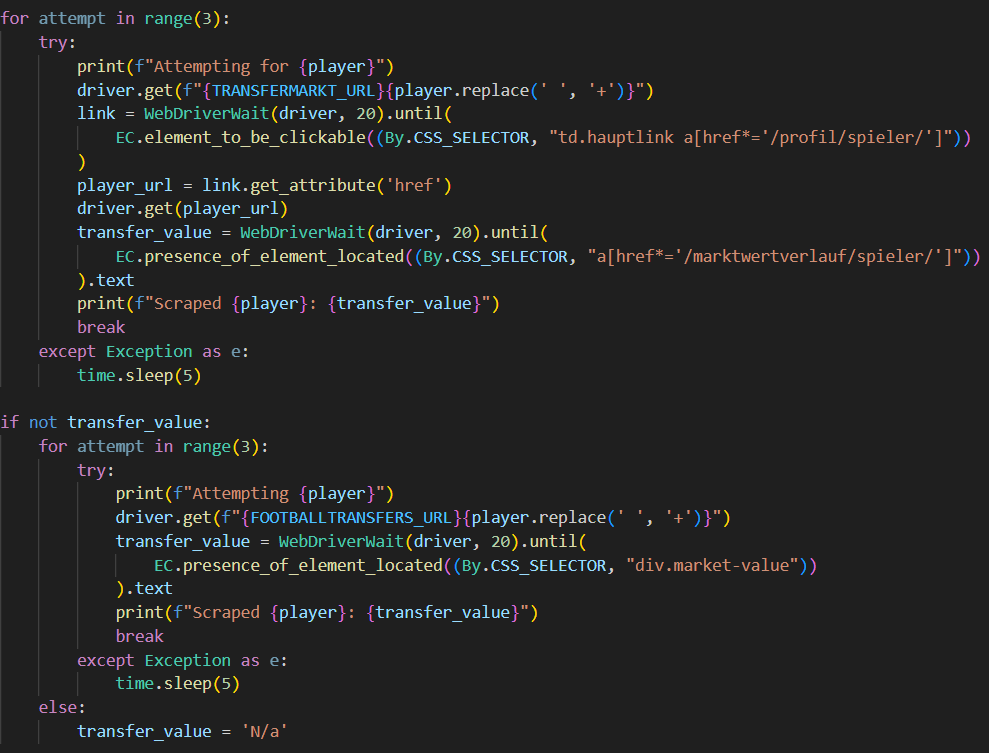 for attempt in range(3):
    try:
        print(f"Attempting for {player}")
        driver.get(f"{TRANSFERMARKT_URL}{player.replace(' ', '+')}")
        link = WebDriverWait(driver, 20).until(
            EC.element_to_be_clickable((By.CSS_SELECTOR, "td.hauptlink a[href*='/profil/spieler/']"))
        )
        player_url = link.get_attribute('href')
        driver.get(player_url)
        transfer_value = WebDriverWait(driver, 20).until(
            EC.presence_of_element_located((By.CSS_SELECTOR, "a[href*='/marktwertverlauf/spieler/']"))
        ).text
        print(f"Scraped {player}: {transfer_value}")
        break
    except Exception as e:
        time.sleep(5)

if not transfer_value:
    for attempt in range(3):
        try:
            print(f"Attempting {player}")
            driver.get(f"{FOOTBALLTRANSFERS_URL}{player.replace(' ', '+')}")
            transfer_value = WebDriverWait(driver, 20).until(
                EC.presence_of_element_located((By.CSS_SELECTOR, "div.market-value"))
            ).text
            print(f"Scraped {player}: {transfer_value}")
            break
        except Exception as e:
            time.sleep(5)
    else:
        transfer_value = 'N/a'